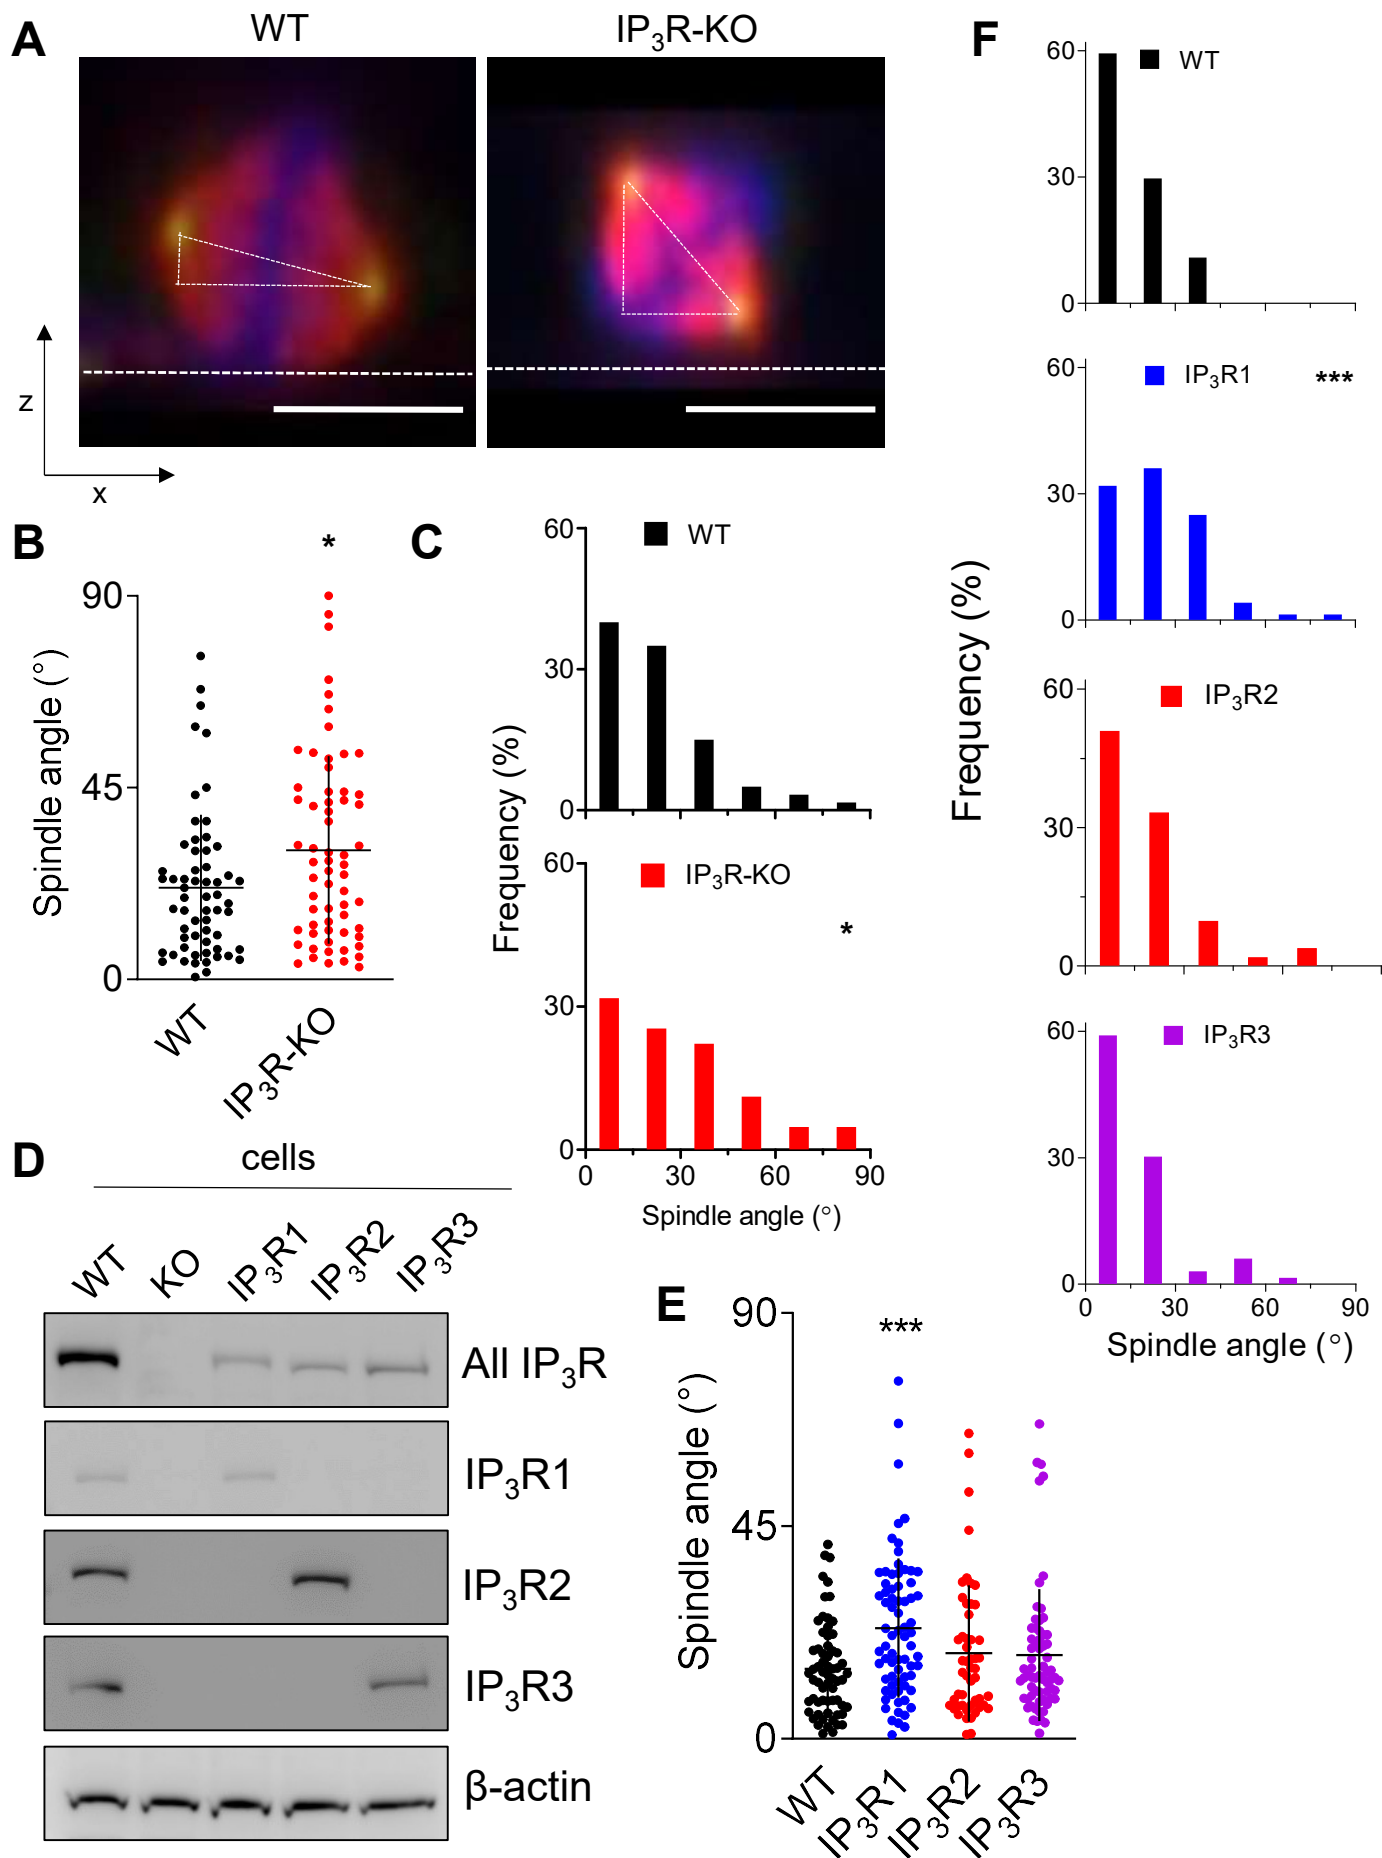 A
WT
IP3R-KO
z
x
B
*
90
45
0
Spindle angle (°)
WT
IP3R-KO
C
60
30
0
WT
60
30
0
IP3R-KO
*
0 30 60 90
Frequency (%)
Spindle angle (°)
D
cells
WT KO IP3R1 IP3R2 IP3R3
All IP3R
IP3R1
IP3R2
IP3R3
β-actin
E
90
45
0
***
Spindle angle (°)
WT IP3R1 IP3R2 IP3R3
F
60
30
0
WT
60
30
0
IP3R1
***
60
30
0
IP3R2
60
30
0
IP3R3
0 30 60 90
Frequency (%)
Spindle angle (°)